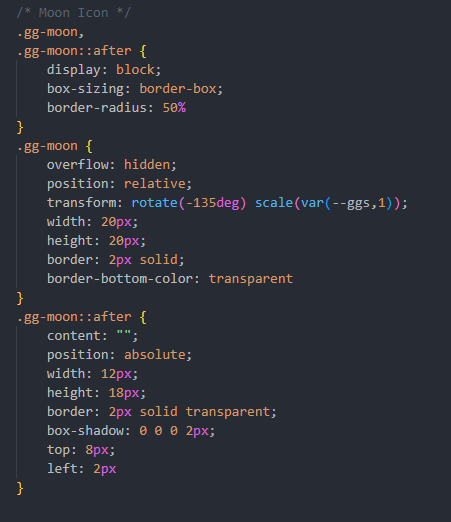 /* Moon Icon */
.gg-moon,
.gg-moon::after {
    display: block;
    box-sizing: border-box;
    border-radius: 50%
}
.gg-moon {
    overflow: hidden;
    position: relative;
    transform: rotate(-135deg) scale(var(--ggs,1));
    width: 20px;
    height: 20px;
    border: 2px solid;
    border-bottom-color: transparent
}
.gg-moon::after {
    content: "";
    position: absolute;
    width: 12px;
    height: 18px;
    border: 2px solid transparent;
    box-shadow: 0 0 0 2px;
    top: 8px;
    left: 2px
}